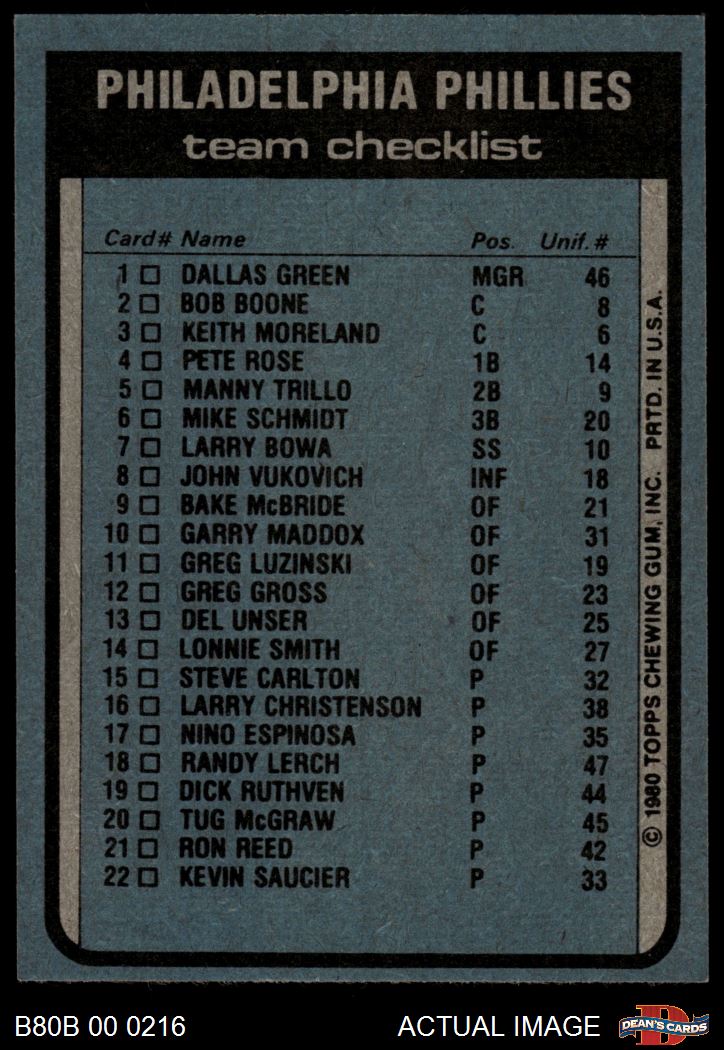 PHILADELPHIA PHILLIES
team checklist
Card# Name Pos. Unif. #
1 DALLAS GREEN MGR 46
2 BOB BOONE C 8
3 KEITH MORELAND C 6
4 PETE ROSE 1B 14
5 MANNY TRILLO 2B 9
6 MIKE SCHMIDT 3B 20
7 LARRY BOWA SS 10
8 JOHN VUKOVICH INF 18
9 BAKE McBRIDE OF 21
10 GARRY MADDOX OF 31
11 GREG LUZINSKI OF 19
12 GREG GROSS OF 23
13 DEL UNSER OF 25
14 LONNIE SMITH OF 27
15 STEVE CARLTON P 32
16 LARRY CHRISTENSON P 38
17 NINO ESPINOSA P 35
18 RANDY LERCH P 47
19 DICK RUTHVEN P 44
20 TUG McGRAW P 45
21 RON REED P 42
22 KEVIN SAUCIER P 33
© 1980 TOPPS CHEWING GUM, INC. PRTD. IN U.S.A.
B80B 00 0216 ACTUAL IMAGE
D
DEAN'S CARDS